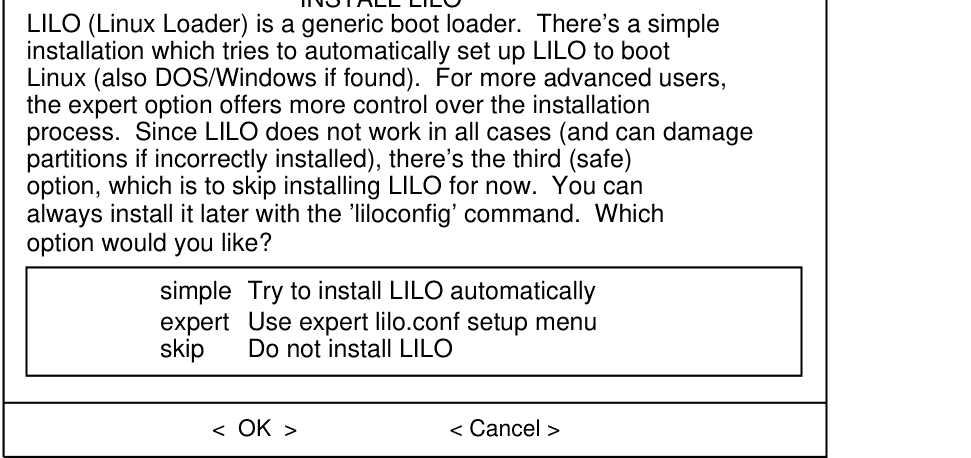 INSTALL LILO
LILO (Linux Loader) is a generic boot loader.  There's a simple
installation which tries to automatically set up LILO to boot
Linux (also DOS/Windows if found).  For more advanced users,
the expert option offers more control over the installation
process.  Since LILO does not work in all cases (and can damage
partitions if incorrectly installed), there's the third (safe)
option, which is to skip installing LILO for now.  You can
always install it later with the 'liloconfig' command.  Which
option would you like?
simple  Try to install LILO automatically
expert  Use expert lilo.conf setup menu
skip  Do not install LILO
<  OK  >  < Cancel >